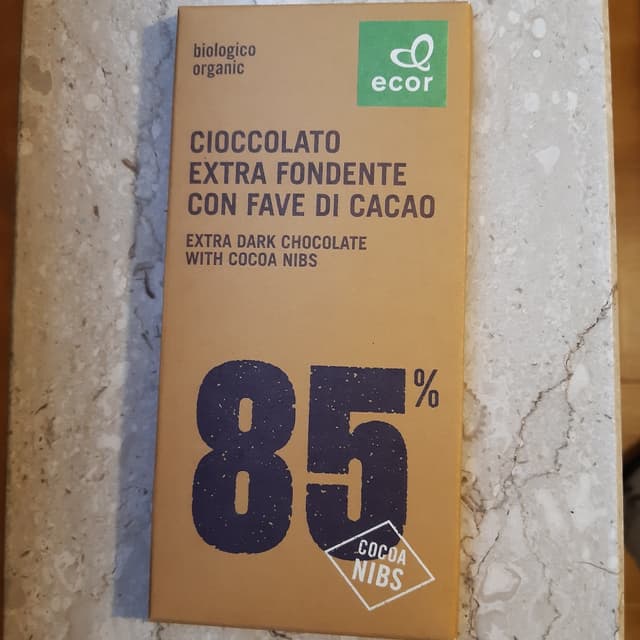 biologico
organic
ecor
CIOCCOLATO
EXTRA FONDENTE
CON FAVE DI CACAO
EXTRA DARK CHOCOLATE
WITH COCOA NIBS
85%
COCOA
NIBS